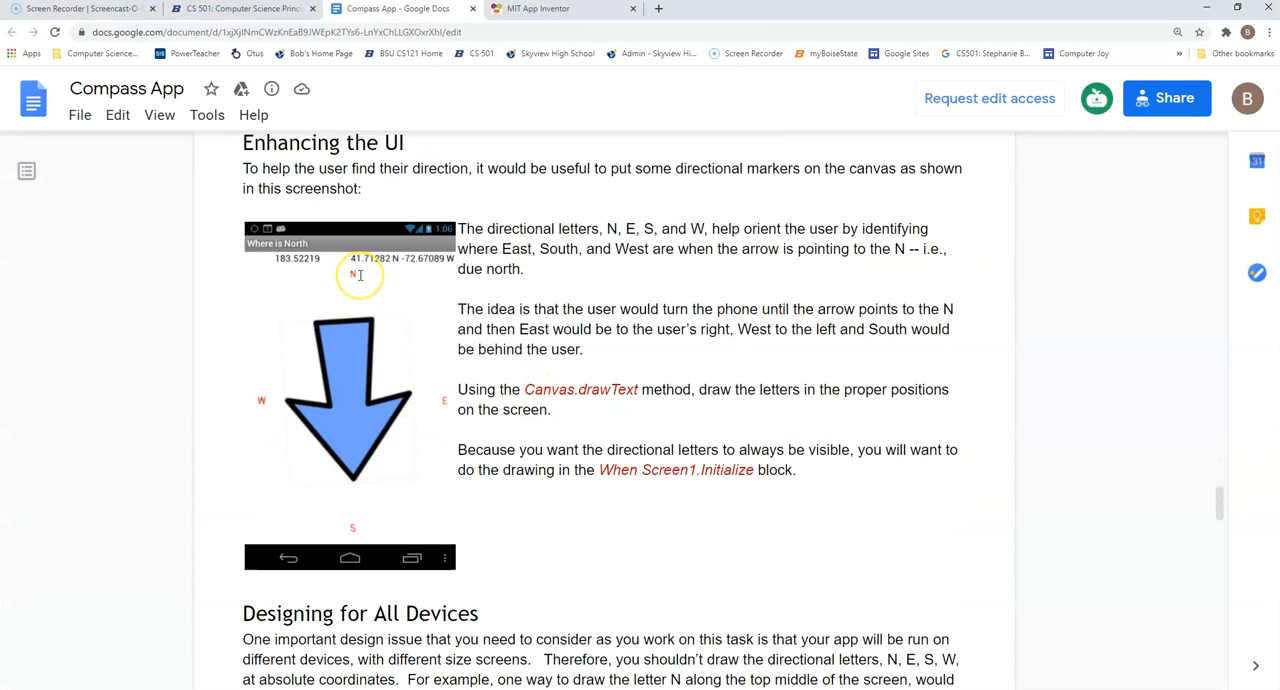 Screen Recorder | Screencast-O-
CS 501: Computer Science Princi
Compass App - Google Docs
MIT App Inventor
docs.google.com/document/d/1xjXjINmCWzKnEaB9JWEpK2TYs6-LnYxChLLGXOxrXhI/edit
Apps
Computer Science...
PowerTeacher
Otus
Bob's Home Page
BSU CS121 Home
CS 501
Skyview High School
Admin - Skyview Hi...
Screen Recorder
myBoiseState
Google Sites
CS501: Stephanie B...
Computer Joy
»
Other bookmarks
Compass App
File Edit View Tools Help
Request edit access
Share
B
31
Enhancing the UI
To help the user find their direction, it would be useful to put some directional markers on the canvas as shown
in this screenshot:
1:06
Where is North
183.52219 41.71282 N -72.67089 W
N
W
E
S
The directional letters, N, E, S, and W, help orient the user by identifying
where East, South, and West are when the arrow is pointing to the N -- i.e.,
due north.
The idea is that the user would turn the phone until the arrow points to the N
and then East would be to the user's right, West to the left and South would
be behind the user.
Using the Canvas.drawText method, draw the letters in the proper positions
on the screen.
Because you want the directional letters to always be visible, you will want to
do the drawing in the When Screen1.Initialize block.
Designing for All Devices
One important design issue that you need to consider as you work on this task is that your app will be run on
different devices, with different size screens. Therefore, you shouldn't draw the directional letters, N, E, S, W,
at absolute coordinates. For example, one way to draw the letter N along the top middle of the screen, would